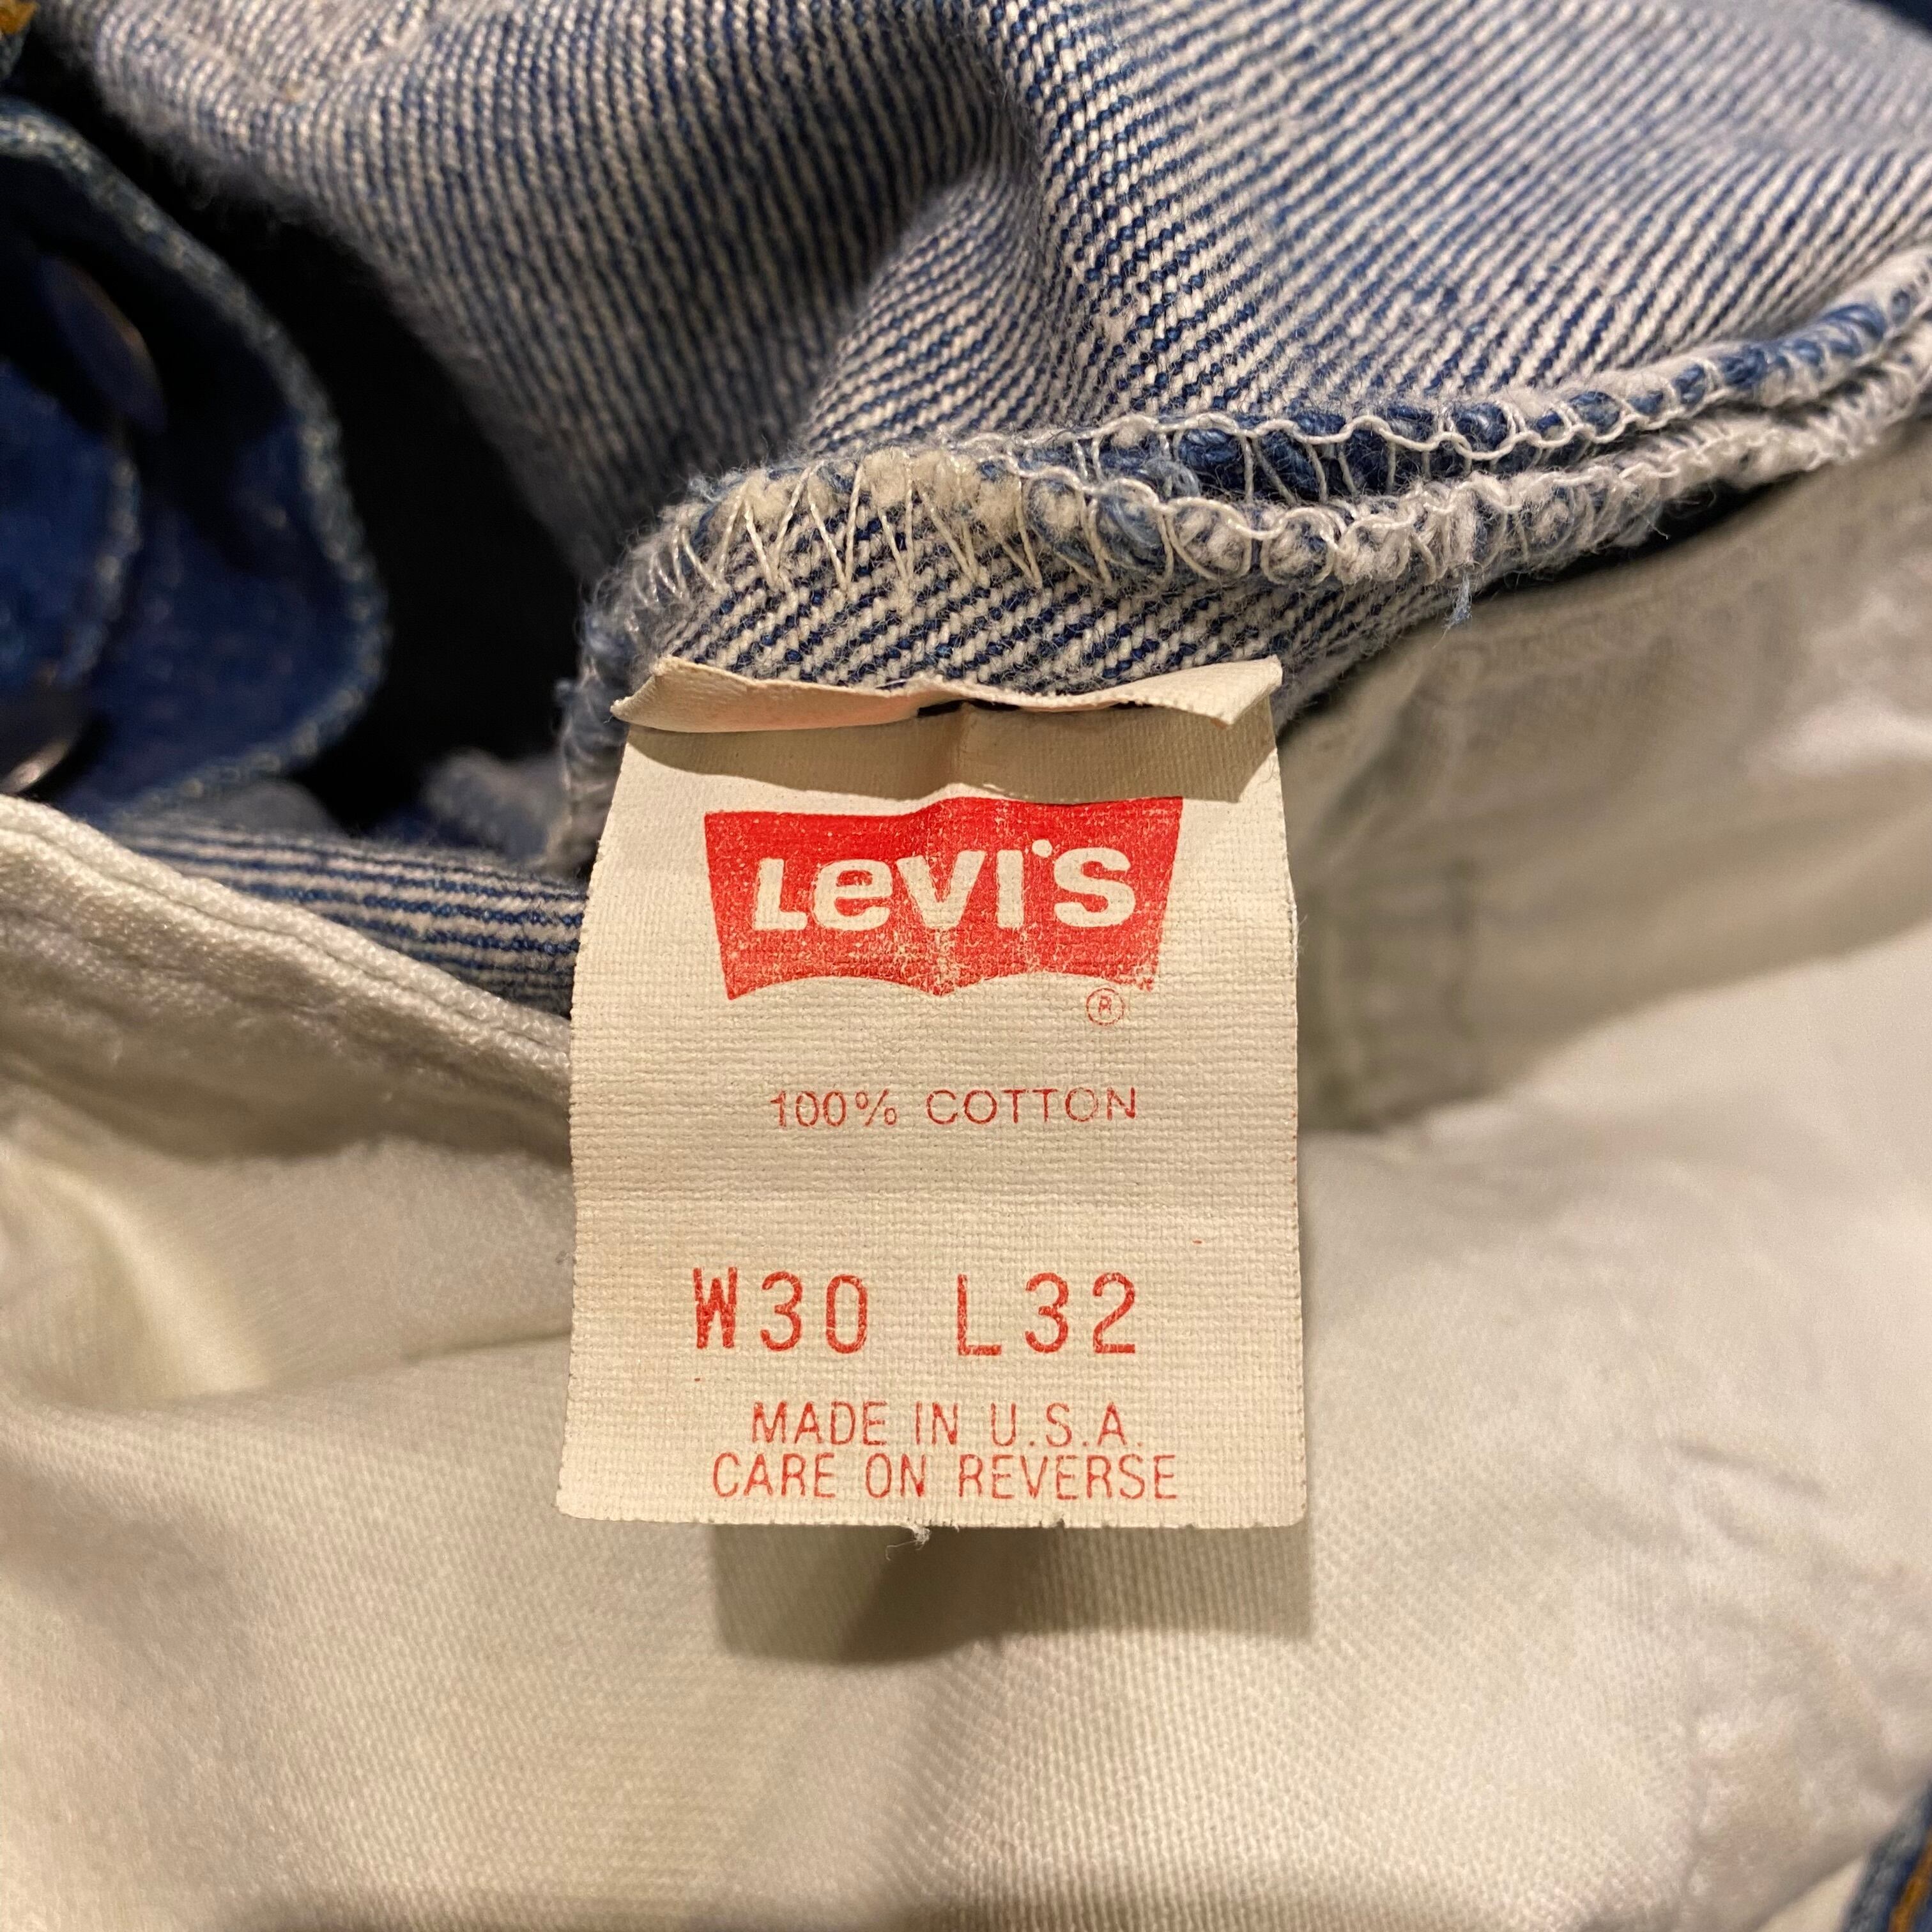 Levi's
®
100% COTTON
W30 L32
MADE IN U.S.A.
CARE ON REVERSE